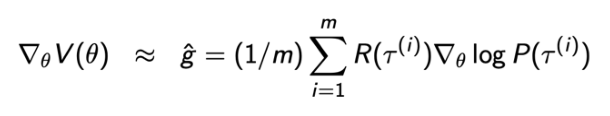 ∇θV(θ) ≈ ĝ = (1/m) ∑_{i=1}^{m} R(τ^{(i)})∇θ log P(τ^{(i)})